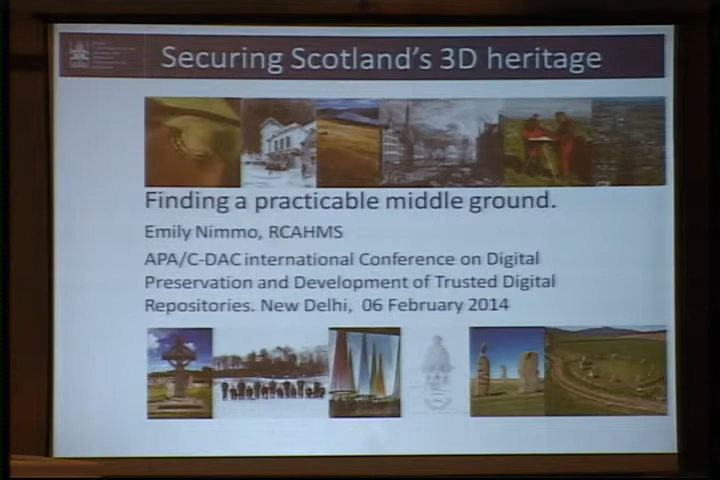 Securing Scotland's 3D heritage
Finding a practicable middle ground.
Emily Nimmo, RCAHMS
APA/C-DAC international Conference on Digital
Preservation and Development of Trusted Digital
Repositories. New Delhi, 06 February 2014